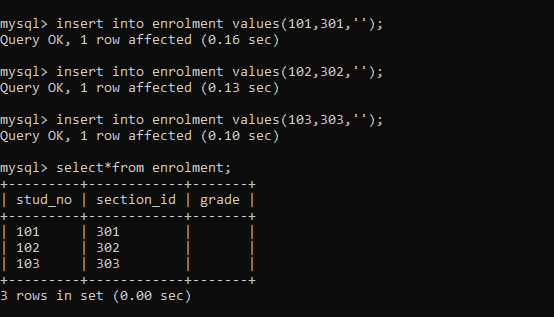 mysql> insert into enrolment values(101,301,'');
Query OK, 1 row affected (0.16 sec)
mysql> insert into enrolment values(102,302,'');
Query OK, 1 row affected (0.13 sec)
mysql> insert into enrolment values(103,303,'');
Query OK, 1 row affected (0.10 sec)
mysql> select*from enrolment;
+---------+------------+-------+
| stud_no | section_id | grade |
+---------+------------+-------+
| 101     | 301        |       |
| 102     | 302        |       |
| 103     | 303        |       |
+---------+------------+-------+
3 rows in set (0.00 sec)